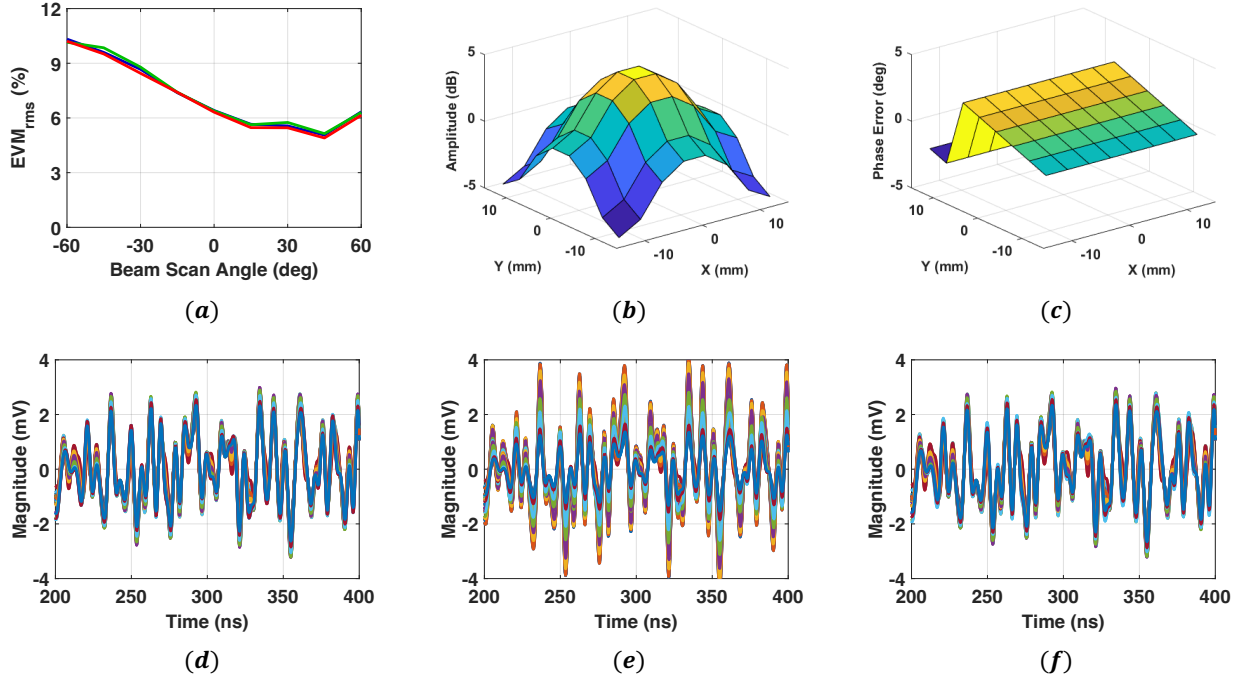 12
9
6
3
0
EVMrms (%)
-60 -30 0 30 60
Beam Scan Angle (deg)
(a)
5
0
-5
Amplitude (dB)
10
0
-10
Y (mm)
-10
0
10
X (mm)
(b)
5
0
-5
Phase Error (deg)
10
0
-10
Y (mm)
-10
0
10
X (mm)
(c)
4
2
0
-2
-4
Magnitude (mV)
200 250 300 350 400
Time (ns)
(d)
4
2
0
-2
-4
Magnitude (mV)
200 250 300 350 400
Time (ns)
(e)
4
2
0
-2
-4
Magnitude (mV)
200 250 300 350 400
Time (ns)
(f)